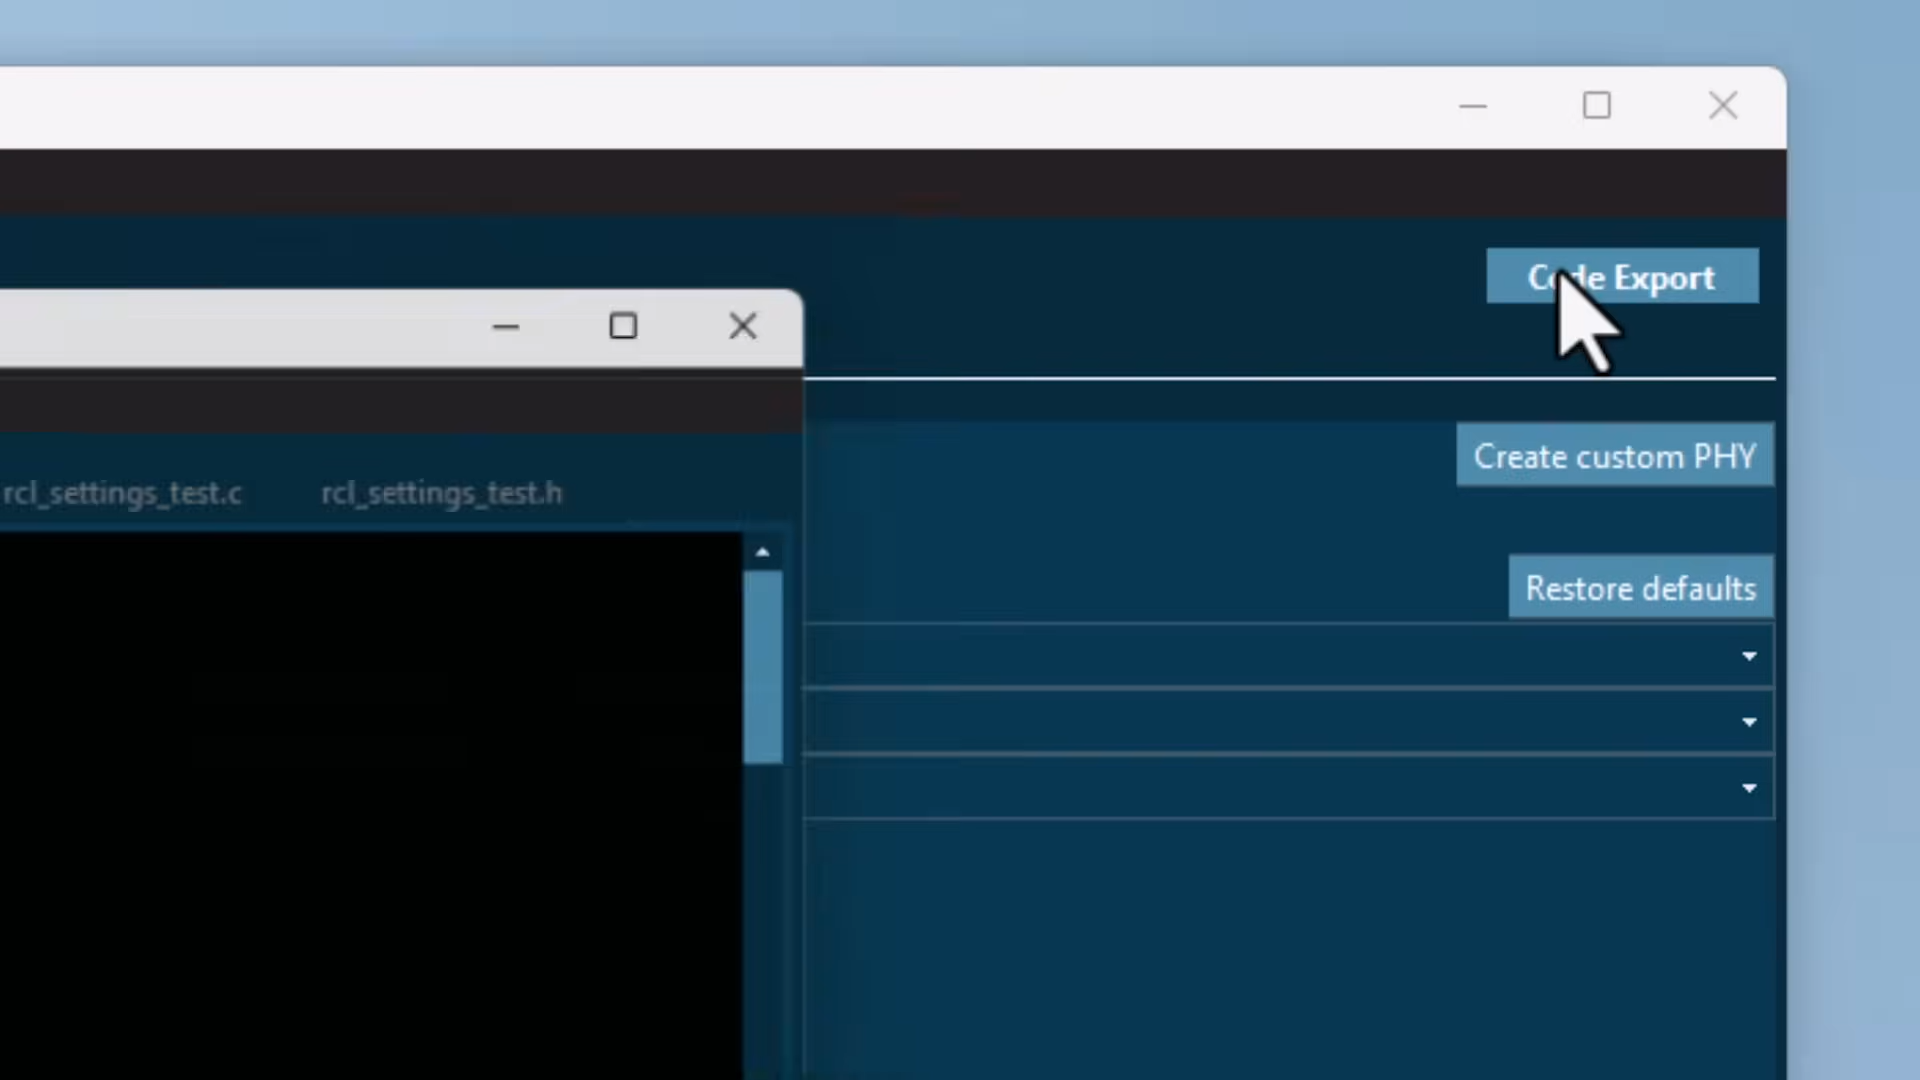 Code Export
Create custom PHY
rcl_settings_test.c rcl_settings_test.h
Restore defaults